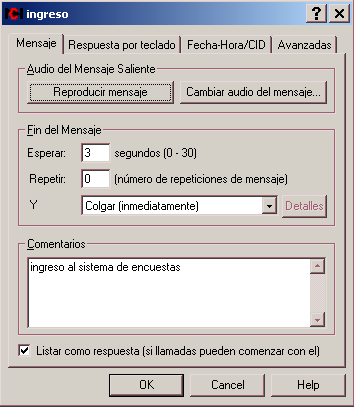 ingreso
Mensaje Respuesta por teclado Fecha-Hora/CID Avanzadas
Audio del Mensaje Saliente
Reproducir mensaje Cambiar audio del mensaje...
Fin del Mensaje
Esperar: 3 segundos (0 - 30)
Repetir: 0 (número de repeticiones de mensaje)
Y Colgar (inmediatamente) Detalles
Comentarios
ingreso al sistema de encuestas
Listar como respuesta (si llamadas pueden comenzar con el)
OK Cancel Help